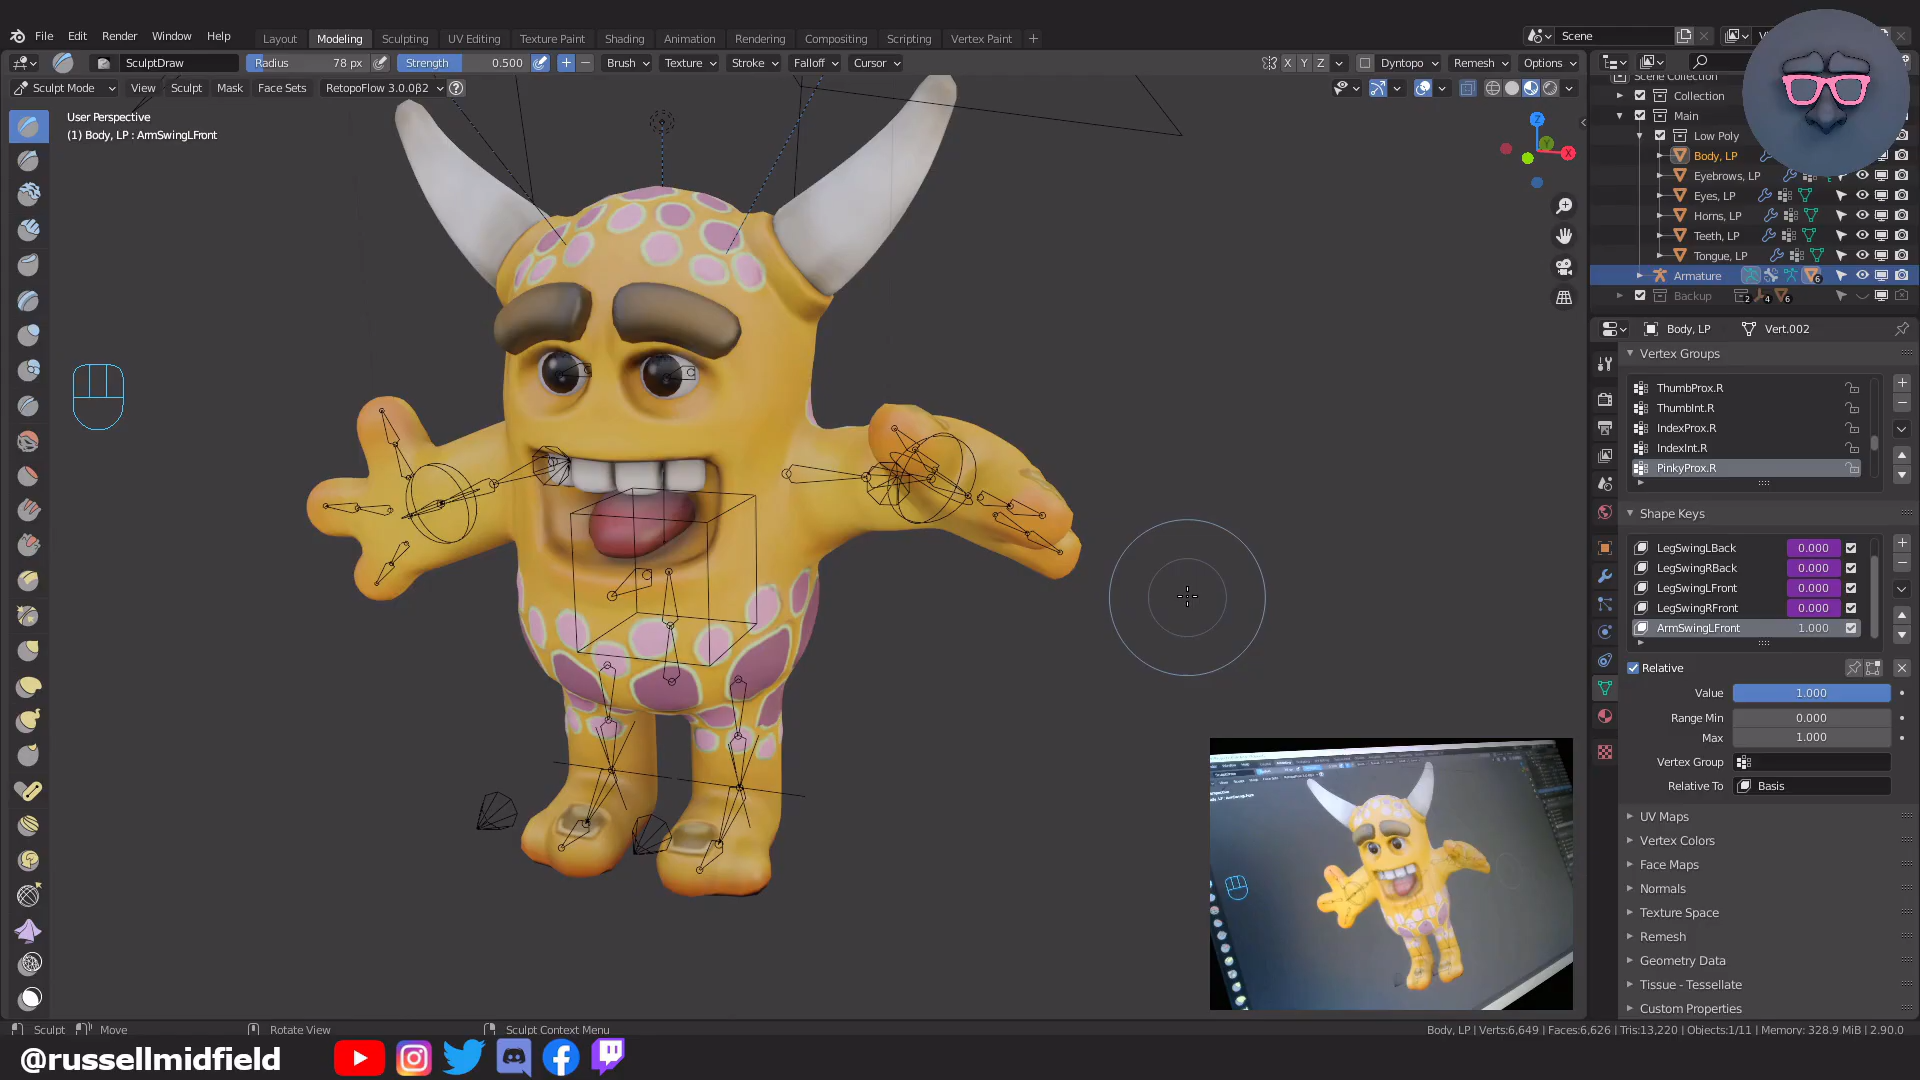 File Edit Render Window Help Layout Modeling Sculpting UV Editing Texture Paint Shading Animation Rendering Compositing Scripting Vertex Paint + Scene
SculptDraw Radius 78 px Strength 0.500 Brush Texture Stroke Falloff Cursor X Y Z Dyntopo Remesh Options
Sculpt Mode View Sculpt Mask Face Sets RetopoFlow 3.0.0β2 ?
User Perspective
(1) Body, LP : ArmSwingLFront
Z
Y
X
Scene Collection
Collection
Main
Low Poly
Body, LP
Eyebrows, LP
Eyes, LP
Horns, LP
Teeth, LP
Tongue, LP
Armature 6
Backup 2 4 6
Body, LP Vert.002
Vertex Groups
ThumbProx.R
ThumbInt.R
IndexProx.R
IndexInt.R
PinkyProx.R
Shape Keys
LegSwingLBack 0.000
LegSwingRBack 0.000
LegSwingLFront 0.000
LegSwingRFront 0.000
ArmSwingLFront 1.000
Relative
Value 1.000
Range Min 0.000
Max 1.000
Vertex Group
Relative To Basis
UV Maps
Vertex Colors
Face Maps
Normals
Texture Space
Remesh
Geometry Data
Tissue - Tessellate
Custom Properties
Sculpt Move Rotate View Sculpt Context Menu Body, LP | Verts:6,649 | Faces:6,626 | Tris:13,220 | Objects:1/11 | Memory: 328.9 MiB | 2.90.0
@russellmidfield